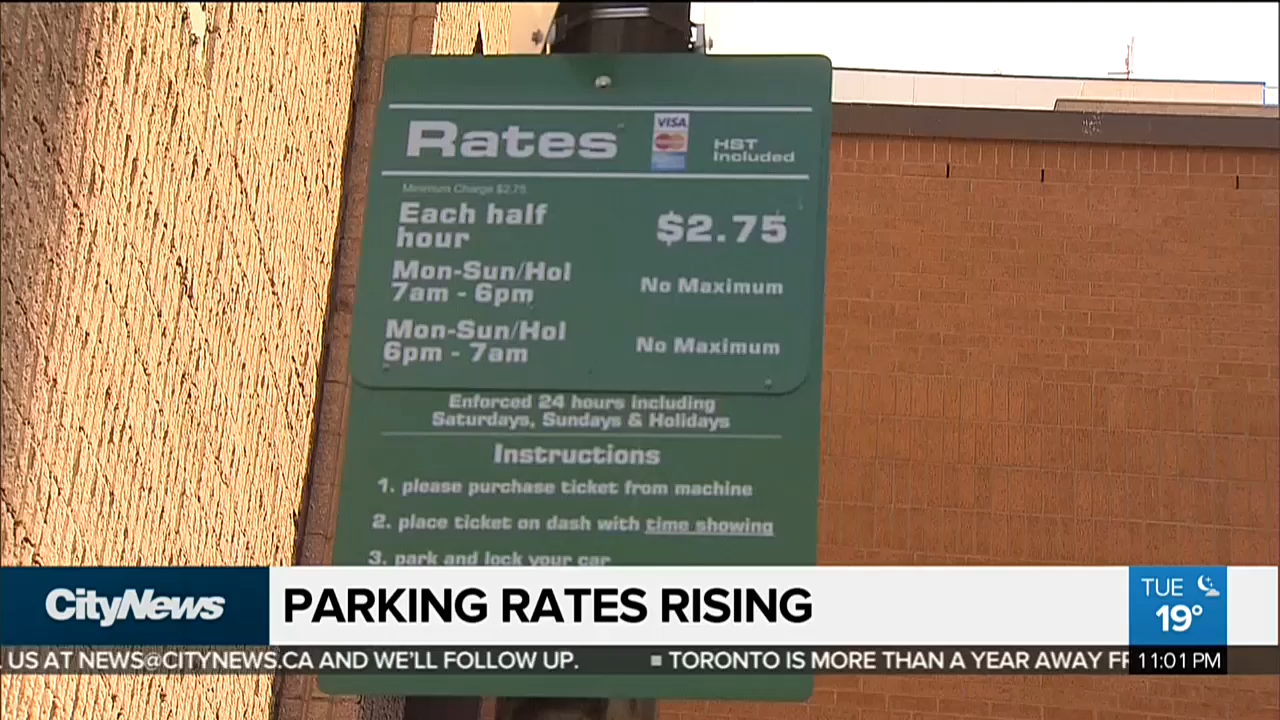 Rates
VISA
HST
Included
Minimum Charge $2.75
Each half
hour
$2.75
Mon-Sun/Hol
7am - 6pm
No Maximum
Mon-Sun/Hol
6pm - 7am
No Maximum
Enforced 24 hours including
Saturdays, Sundays & Holidays
Instructions
1. please purchase ticket from machine
2. place ticket on dash with time showing
3. park and lock your car
CityNews
PARKING RATES RISING
TUE
19°
US AT NEWS@CITYNEWS.CA AND WE'LL FOLLOW UP. ■ TORONTO IS MORE THAN A YEAR AWAY
11:01 PM